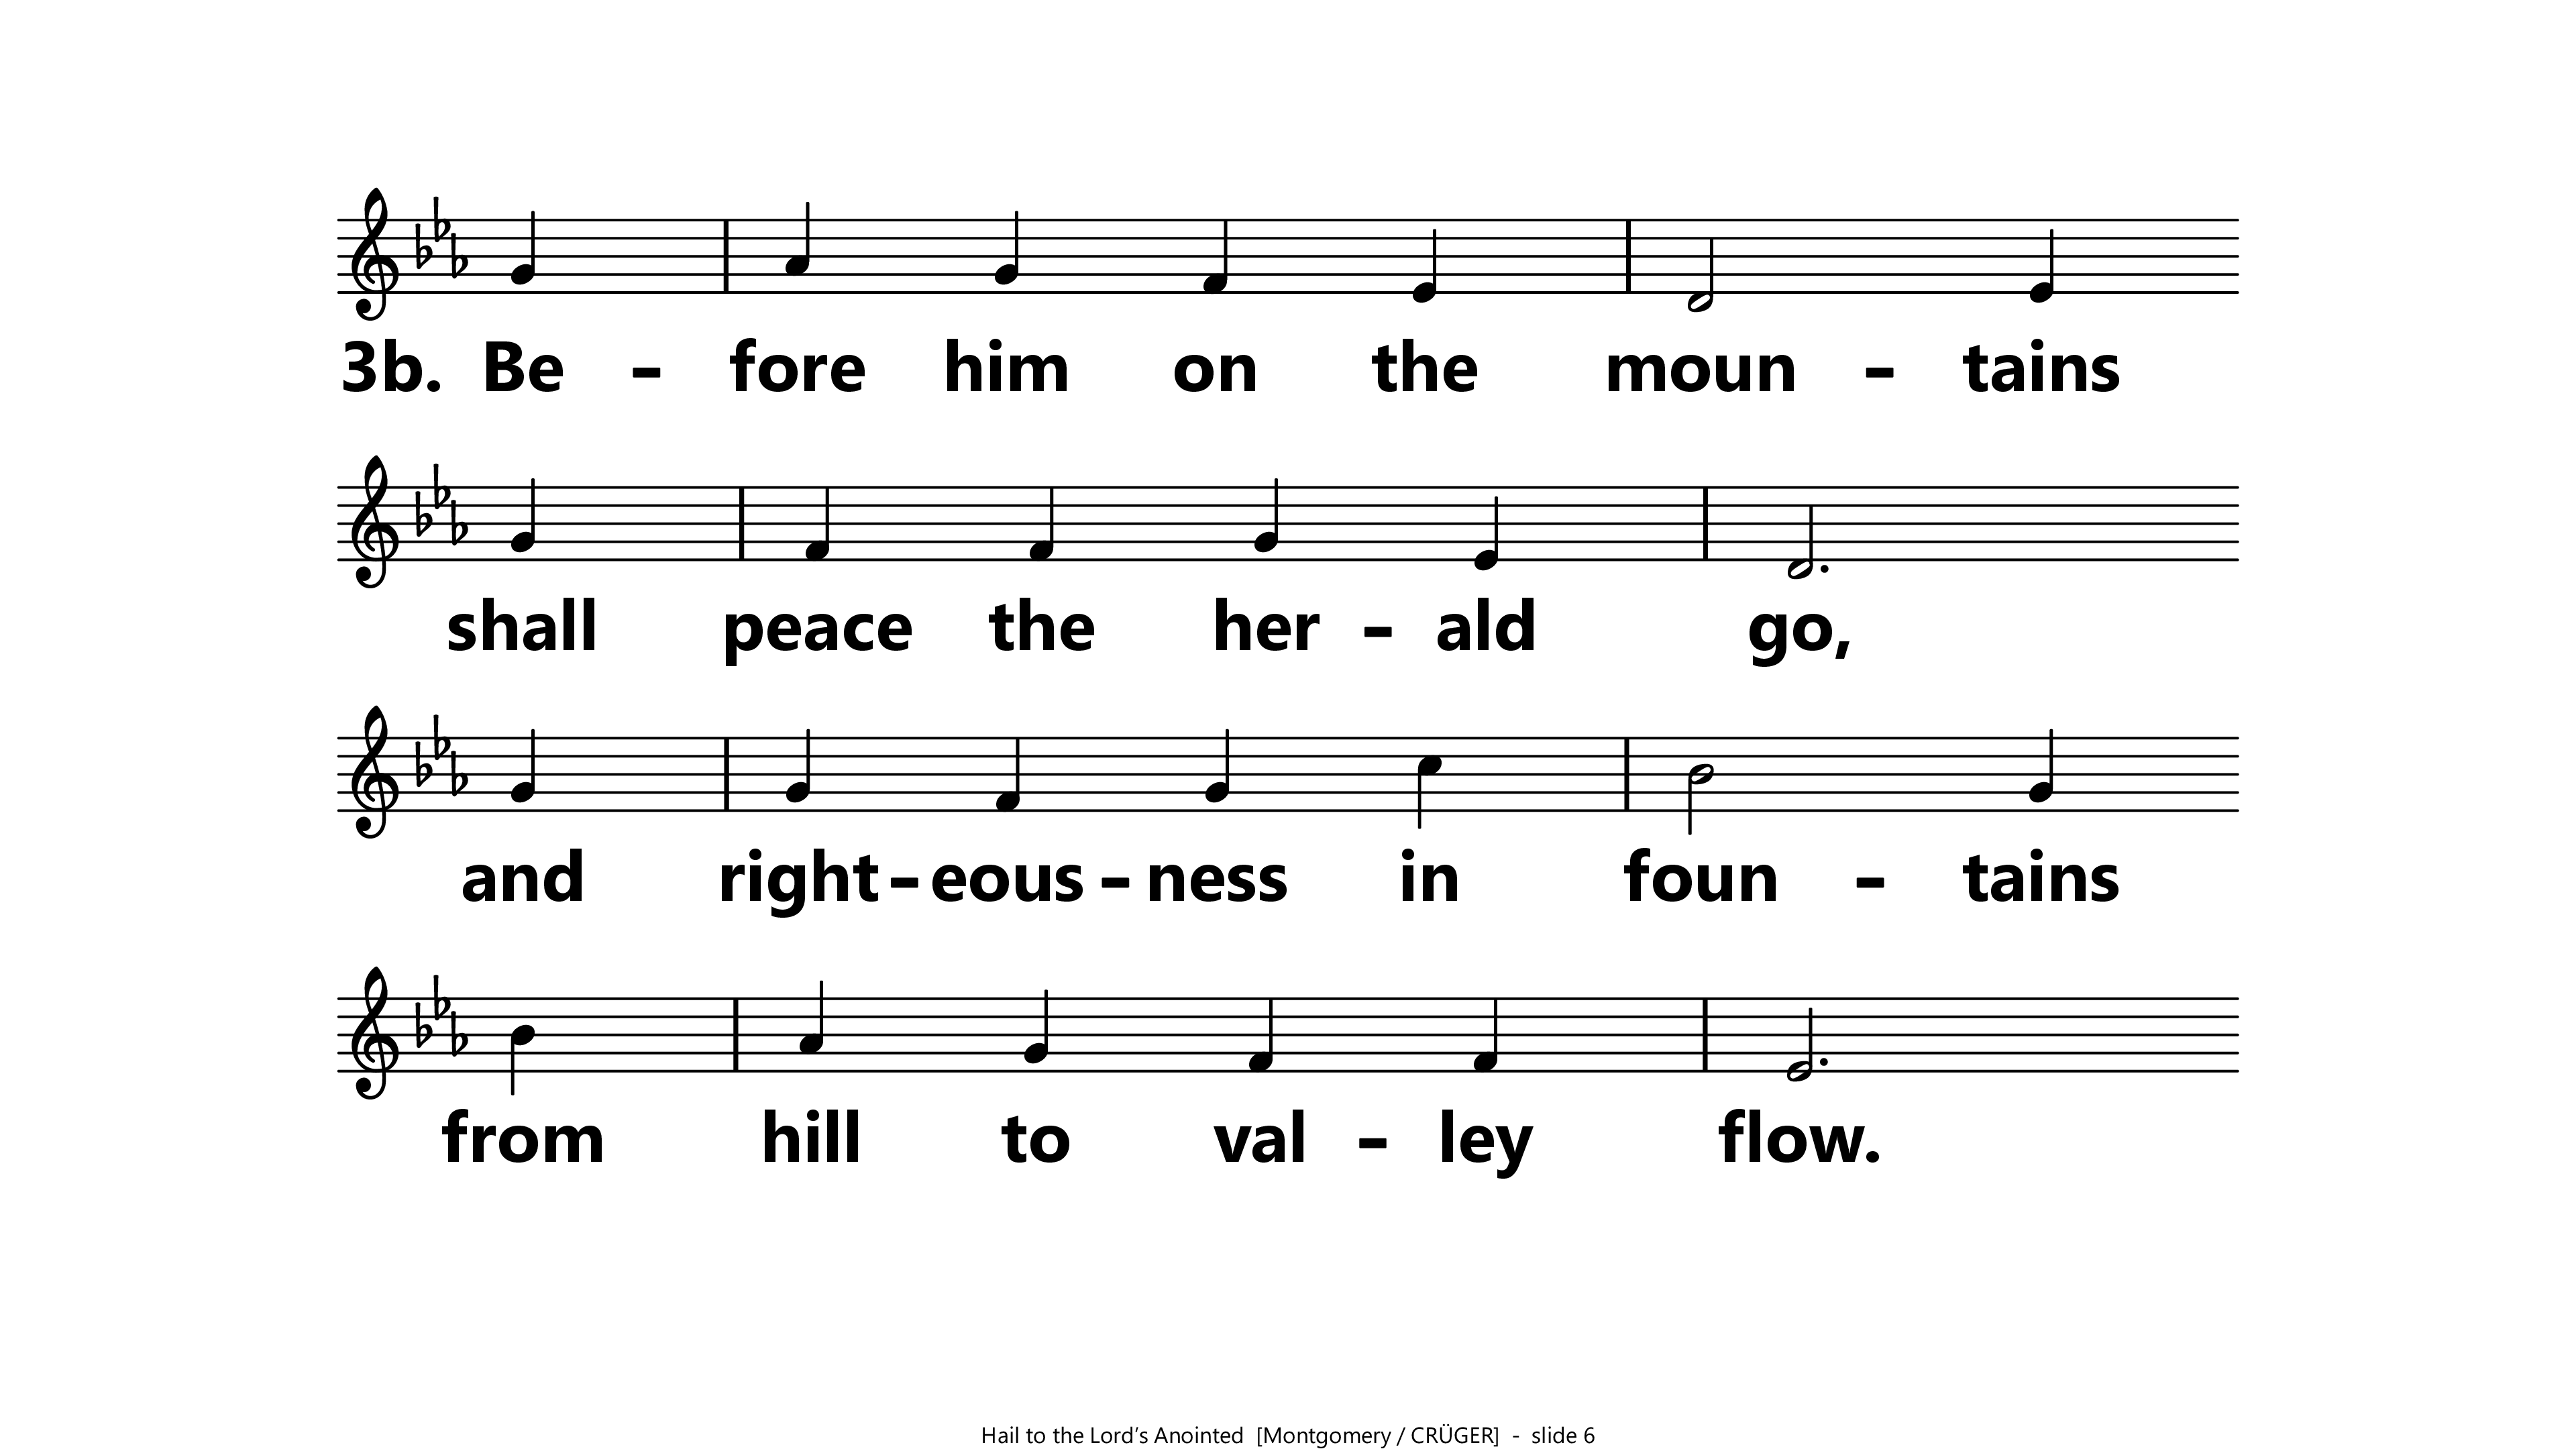 3b. Be - fore him on the moun - tains
shall peace the her - ald go,
and right - eous - ness in foun - tains
from hill to val - ley flow.
Hail to the Lord’s Anointed [Montgomery / CRÜGER] - slide 6